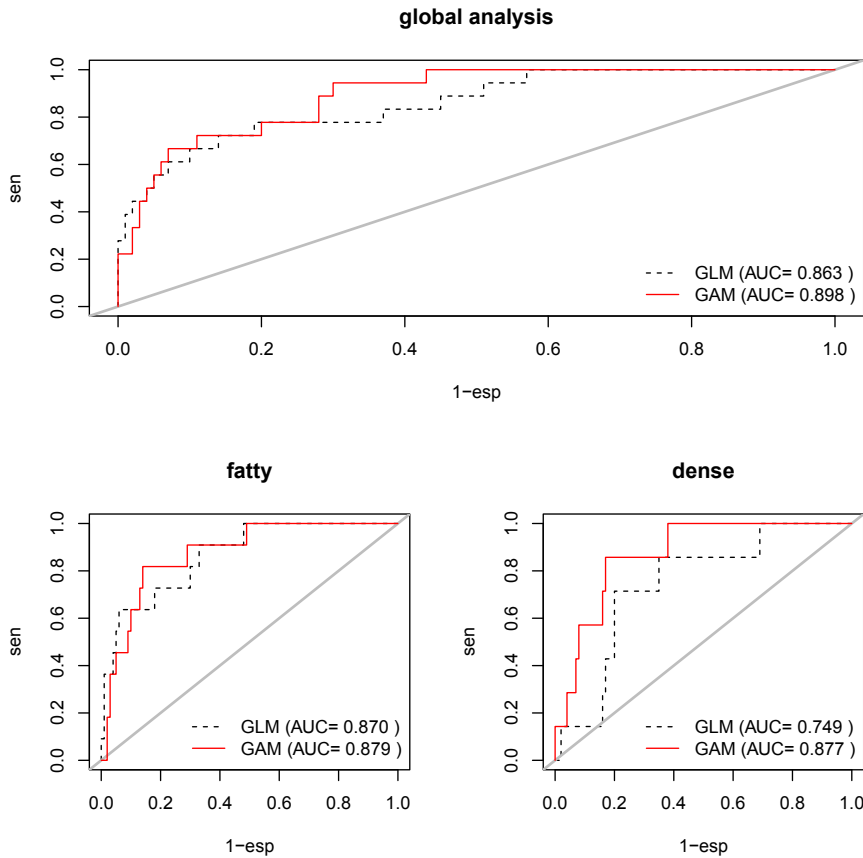 global analysis
sen
1.0
0.8
0.6
0.4
0.2
0.0
GLM (AUC= 0.863 )
GAM (AUC= 0.898 )
0.0 0.2 0.4 0.6 0.8 1.0
1−esp
fatty
sen
1.0
0.8
0.6
0.4
0.2
0.0
GLM (AUC= 0.870 )
GAM (AUC= 0.879 )
0.0 0.2 0.4 0.6 0.8 1.0
1−esp
dense
sen
1.0
0.8
0.6
0.4
0.2
0.0
GLM (AUC= 0.749 )
GAM (AUC= 0.877 )
0.0 0.2 0.4 0.6 0.8 1.0
1−esp